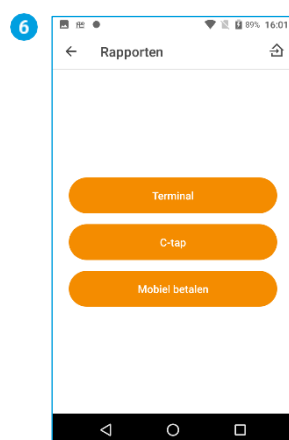 6
89% 16:01
Rapporten
Terminal
C-tap
Mobiel betalen